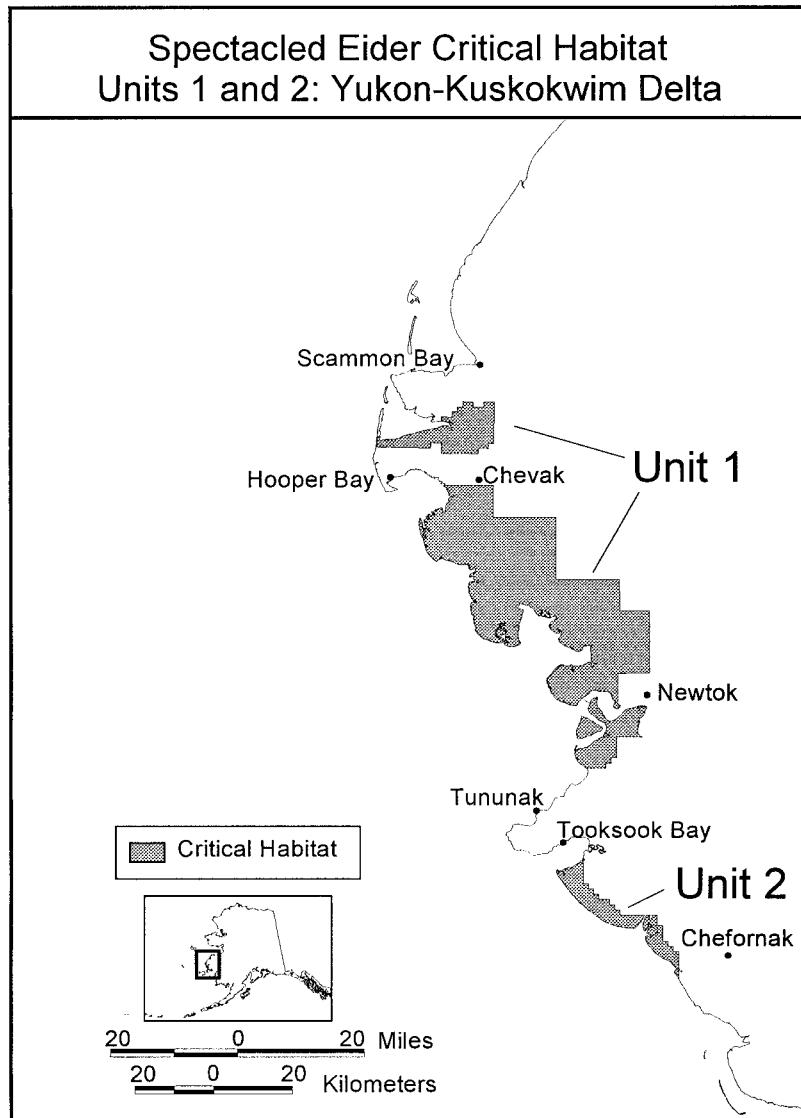 Spectacled Eider Critical Habitat
Units 1 and 2: Yukon-Kuskokwim Delta
Scammon Bay
Unit 1
Hooper Bay
Chevak
Newtok
Tununak
Tooksook Bay
Critical Habitat
Unit 2
Chefornak
20 0 20 Miles
20 0 20 Kilometers